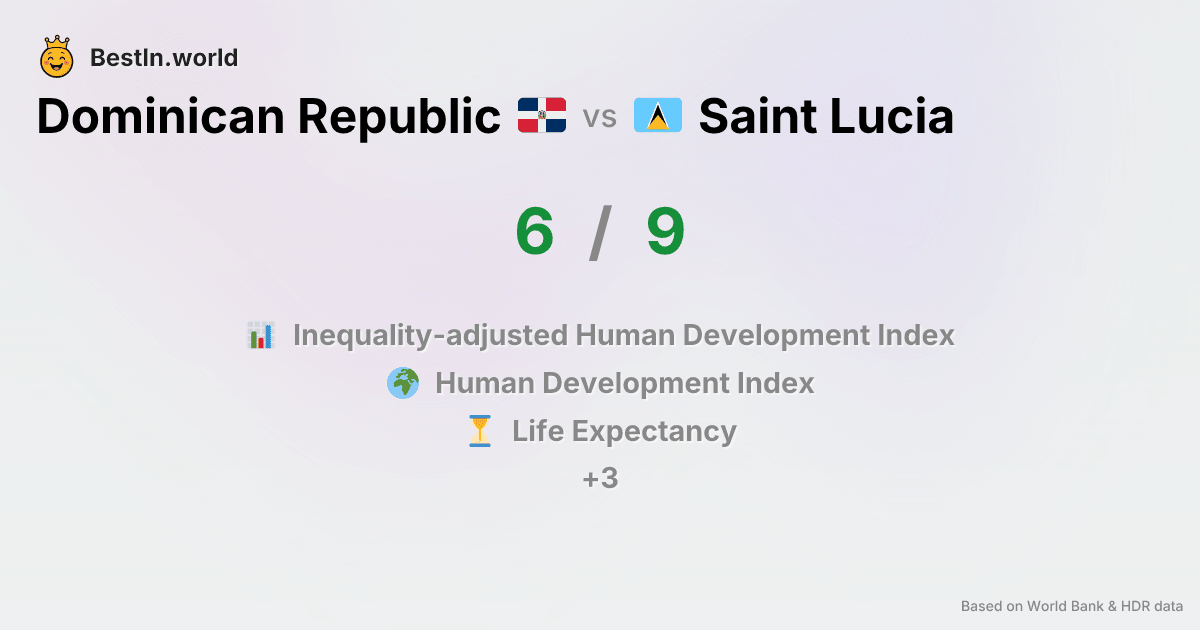 BestIn.world
Dominican Republic vs Saint Lucia
6 / 9
Inequality-adjusted Human Development Index
Human Development Index
Life Expectancy
+3
Based on World Bank & HDR data